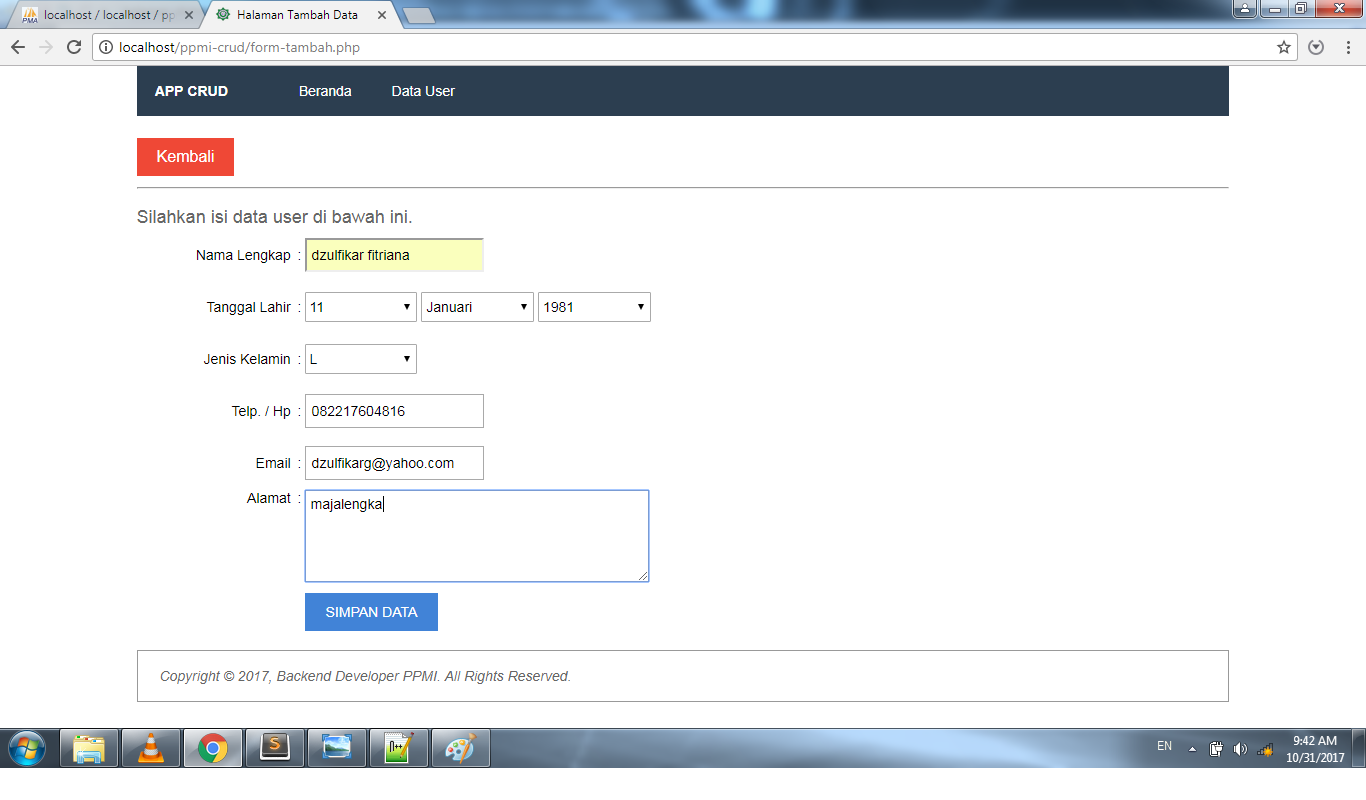 PMA localhost / localhost / pp
Halaman Tambah Data
localhost/ppmi-crud/form-tambah.php
APP CRUD Beranda Data User
Kembali
Silahkan isi data user di bawah ini.
Nama Lengkap : dzulfikar fitriana
Tanggal Lahir : 11 Januari 1981
Jenis Kelamin : L
Telp. / Hp : 082217604816
Email : dzulfikarg@yahoo.com
Alamat : majalengka
SIMPAN DATA
Copyright © 2017, Backend Developer PPMI. All Rights Reserved.
EN
9:42 AM
10/31/2017